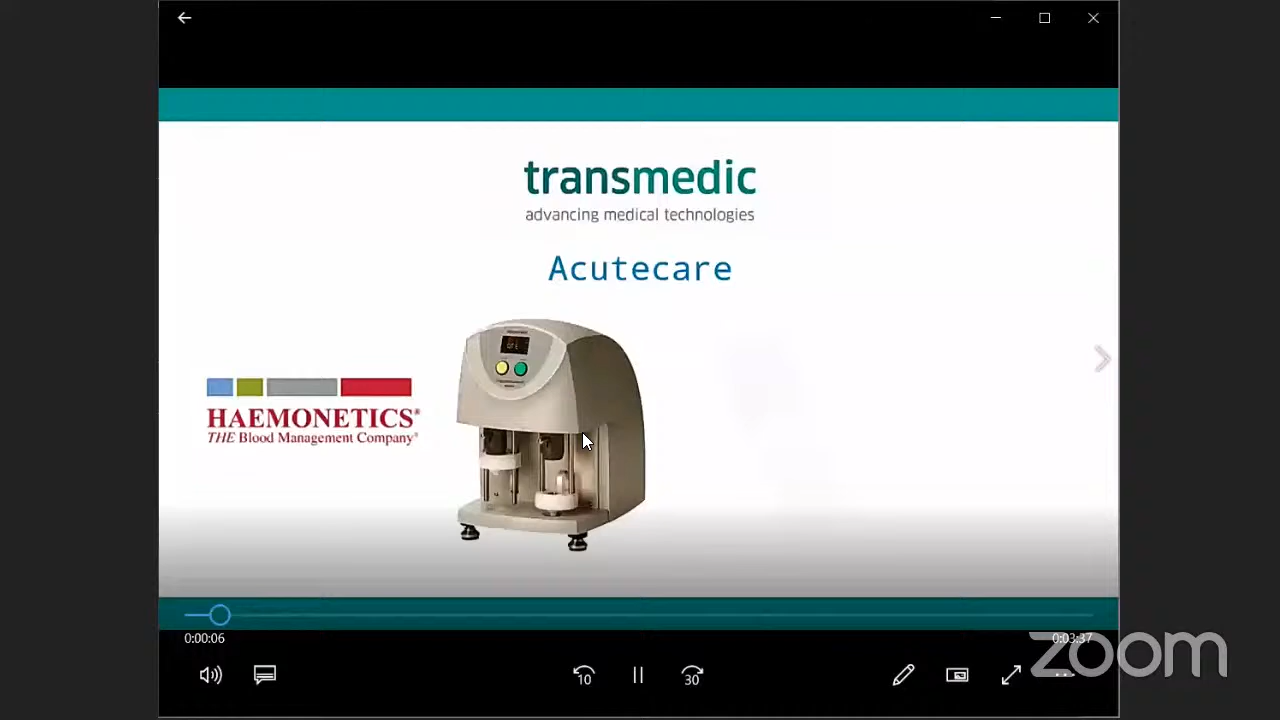 transmedic
advancing medical technologies
Acutecare
HAEMONETICS®
THE Blood Management Company®
0:00:06
0:03:37
10
30
zoom